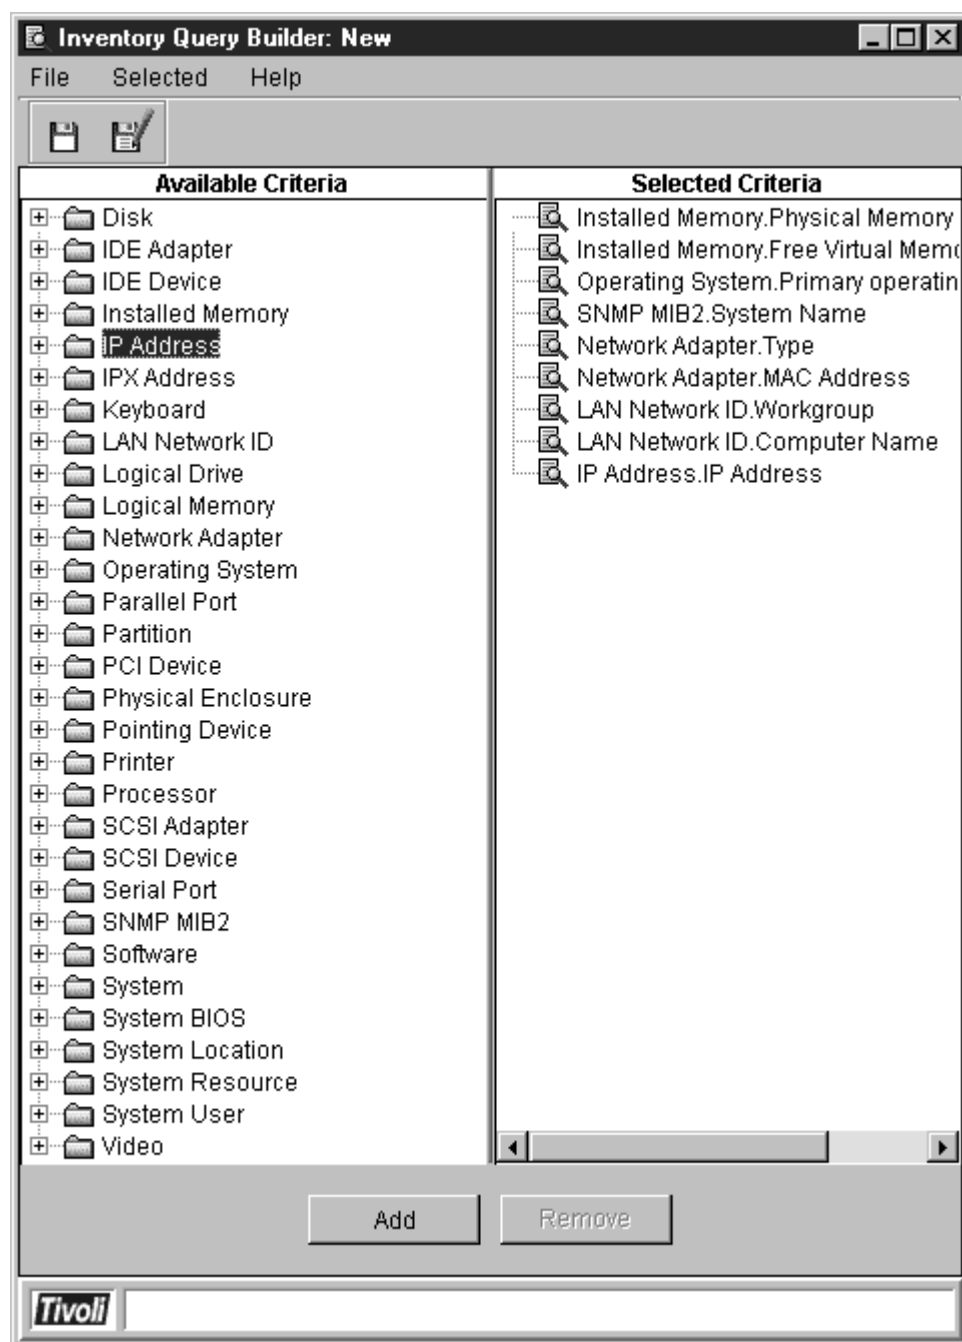 Inventory Query Builder: New
File Selected Help
Available Criteria
Disk
IDE Adapter
IDE Device
Installed Memory
IP Address
IPX Address
Keyboard
LAN Network ID
Logical Drive
Logical Memory
Network Adapter
Operating System
Parallel Port
Partition
PCI Device
Physical Enclosure
Pointing Device
Printer
Processor
SCSI Adapter
SCSI Device
Serial Port
SNMP MIB2
Software
System
System BIOS
System Location
System Resource
System User
Video
Selected Criteria
Installed Memory.Physical Memory
Installed Memory.Free Virtual Memo
Operating System.Primary operatin
SNMP MIB2.System Name
Network Adapter.Type
Network Adapter.MAC Address
LAN Network ID.Workgroup
LAN Network ID.Computer Name
IP Address.IP Address
Add
Remove
Tivoli